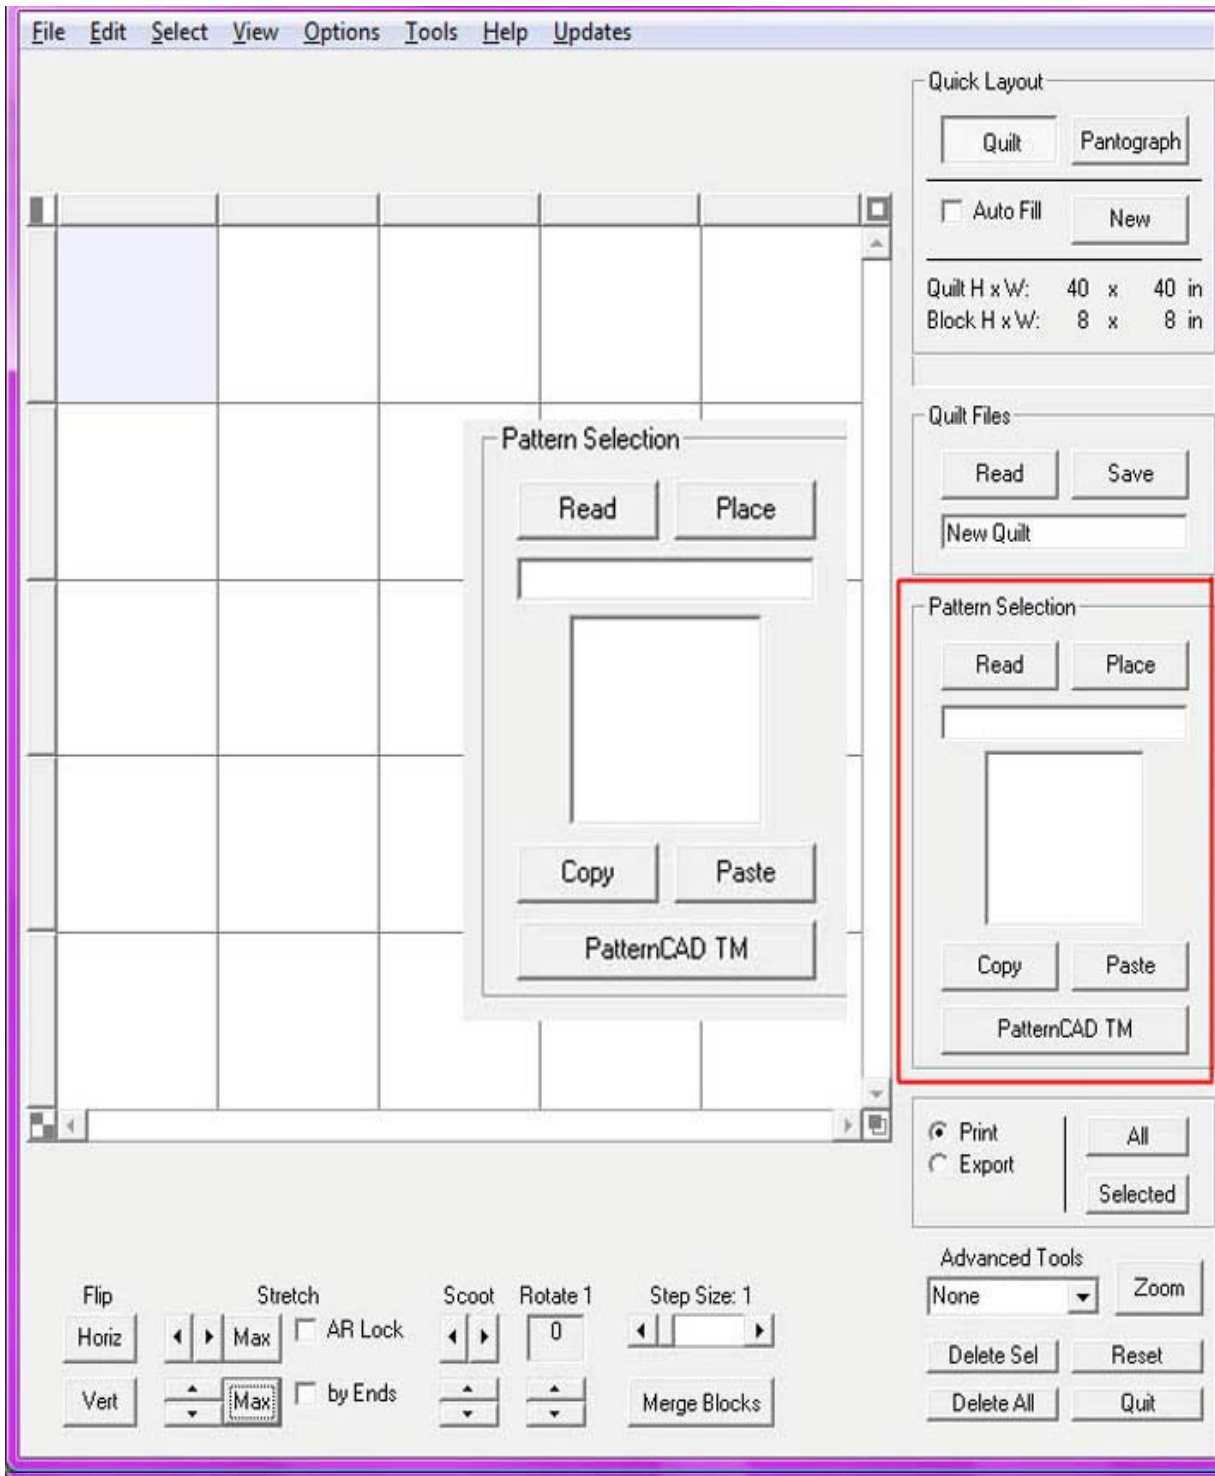 File Edit Select View Options Tools Help Updates
Quick Layout
Quilt Pantograph
Auto Fill New
Quilt H x W: 40 x 40 in
Block H x W: 8 x 8 in
Quilt Files
Read Save
New Quilt
Pattern Selection
Read Place
Copy Paste
PatternCAD TM
Pattern Selection
Read Place
Copy Paste
PatternCAD TM
Print All
Export
Selected
Advanced Tools
None Zoom
Delete Sel Reset
Delete All Quit
Flip Stretch Scoot Rotate 1 Step Size: 1
Horiz Max AR Lock 0
Vert Max by Ends Merge Blocks